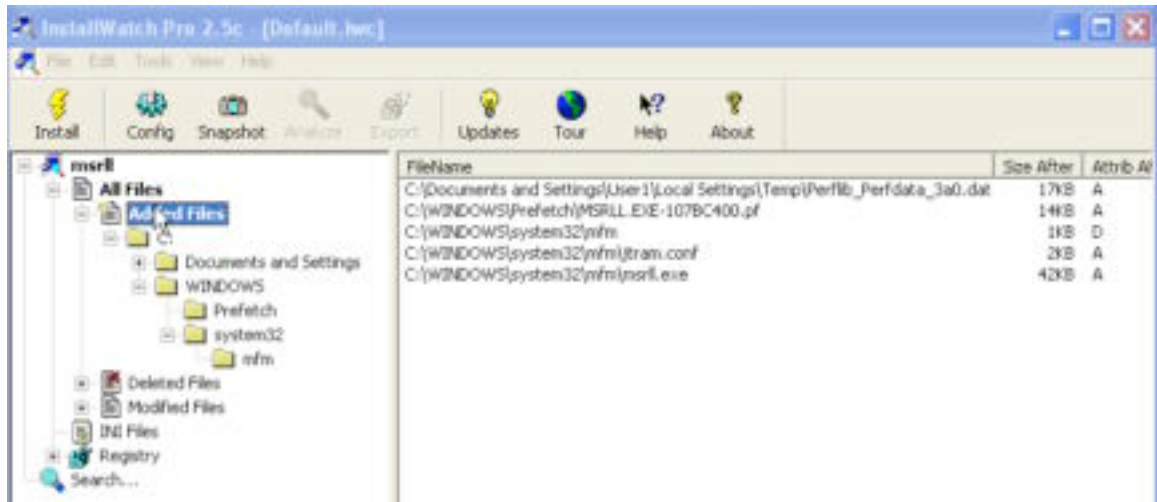 InstallWatch Pro 2.5c - [Default.iwc]
File Edit Tools View Help
Install Config Snapshot Analyze Export Updates Tour Help About
msrll
All Files
Added Files
Documents and Settings
WINDOWS
Prefetch
system32
mfm
Deleted Files
Modified Files
INI Files
Registry
Search...
FileName Size After Attrib Af
C:\Documents and Settings\User1\Local Settings\Temp\Perflib_Perfdata_3a0.dat 17KB A
C:\WINDOWS\Prefetch\MSRLL.EXE-107BC400.pf 14KB A
C:\WINDOWS\system32\mfm 1KB D
C:\WINDOWS\system32\mfm\jtram.conf 2KB A
C:\WINDOWS\system32\mfm\msrll.exe 42KB A